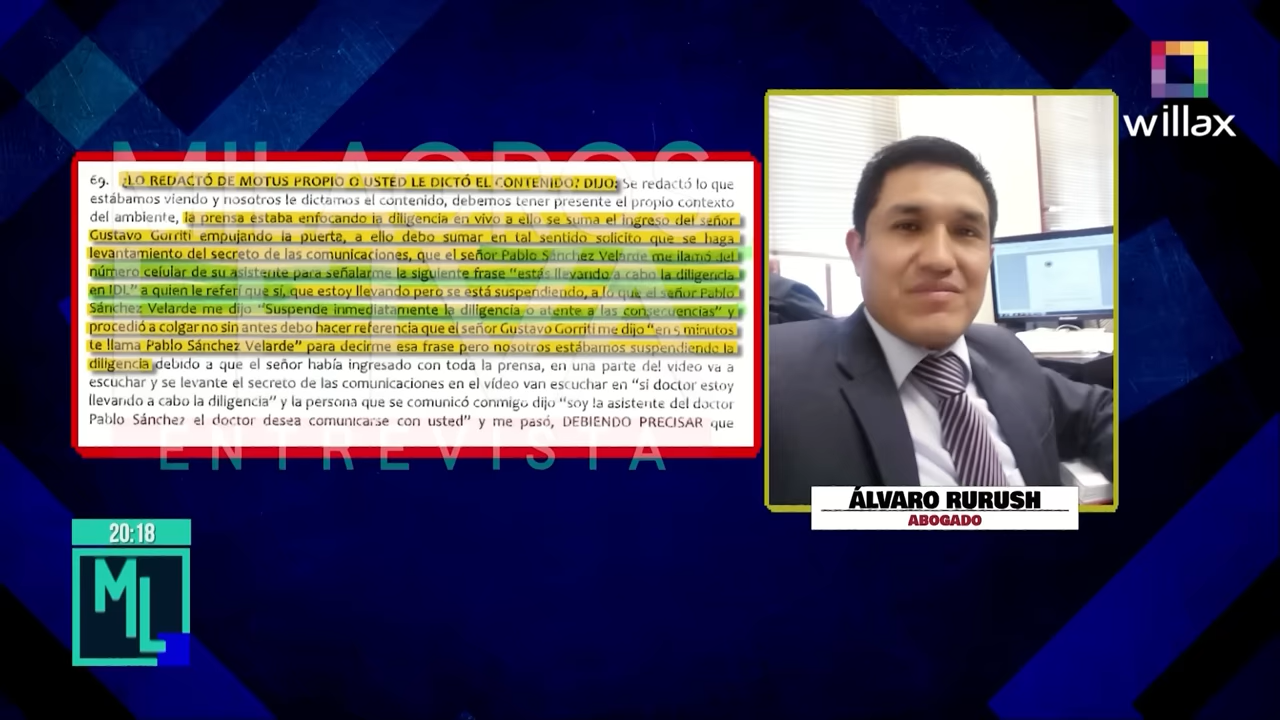 willax
MILAGROS
69. ¿LO REDACTÓ DE MOTUS PROPIO O USTED LE DICTÓ EL CONTENIDO? DIJO: Se redactó lo que
estábamos viendo y nosotros le dictamos el contenido, debemos tener presente el propio contexto
del ambiente, la prensa estaba enfocando la diligencia en vivo a ello se suma el ingreso del señor
Gustavo Gorriti empujando la puerta, a ello debo sumar en tal sentido solicito que se haga
levantamiento del secreto de las comunicaciones, que el señor Pablo Sánchez Velarde me llamó del
número celular de su asistente para señalarme la siguiente frase "estás llevando a cabo la diligencia
en IDL" a quien le referí que sí, que estoy llevando pero se está suspendiendo, a lo que el señor Pablo
Sánchez Velarde me dijo "Suspende inmediatamente la diligencia o atente a las consecuencias" y
procedió a colgar no sin antes debo hacer referencia que el señor Gustavo Gorriti me dijo "en 5 minutos
te llama Pablo Sánchez Velarde" para decirme esa frase pero nosotros estábamos suspendiendo la
diligencia debido a que el señor había ingresado con toda la prensa, en una parte del video va a
escuchar y se levante el secreto de las comunicaciones en el vídeo van escuchar en "si doctor estoy
llevando a cabo la diligencia" y la persona que se comunicó conmigo dijo "soy la asistente del doctor
Pablo Sánchez el doctor desea comunicarse con usted" y me pasó, DEBIENDO PRECISAR que
ENTREVISTA
ÁLVARO RURUSH
ABOGADO
20:18
ML